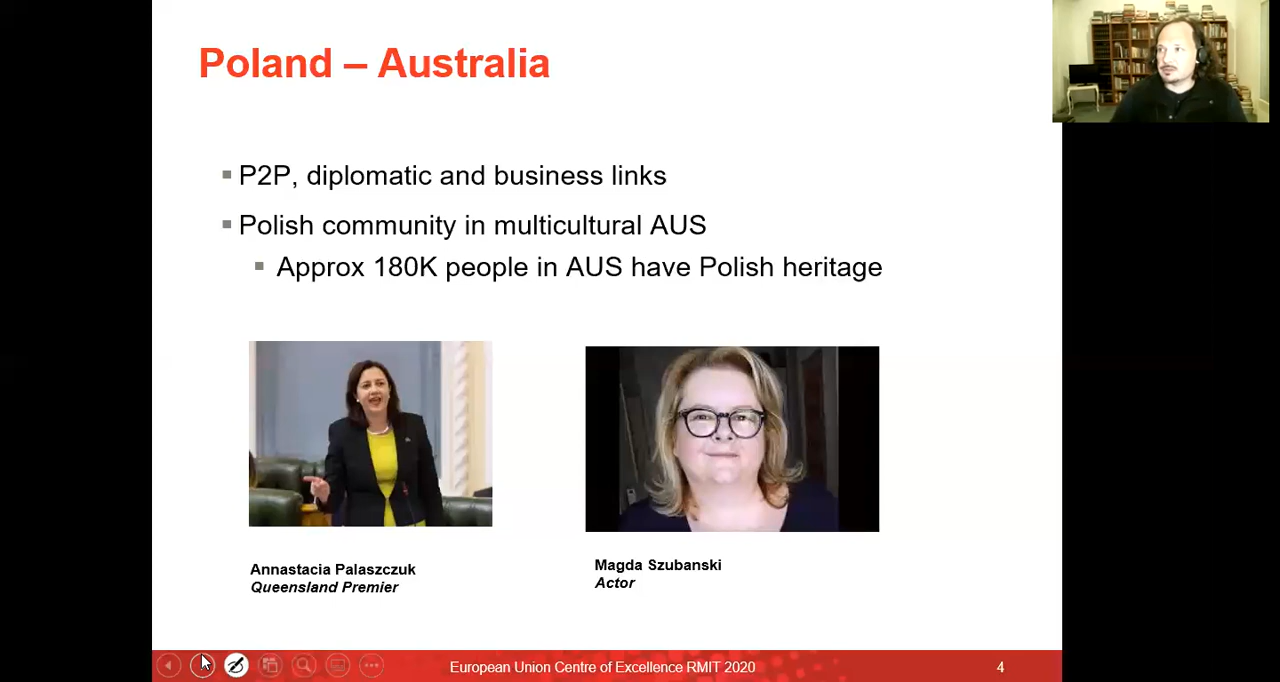 Poland – Australia
P2P, diplomatic and business links
Polish community in multicultural AUS
Approx 180K people in AUS have Polish heritage
Annastacia Palaszczuk
Queensland Premier
Magda Szubanski
Actor
European Union Centre of Excellence RMIT 2020
4